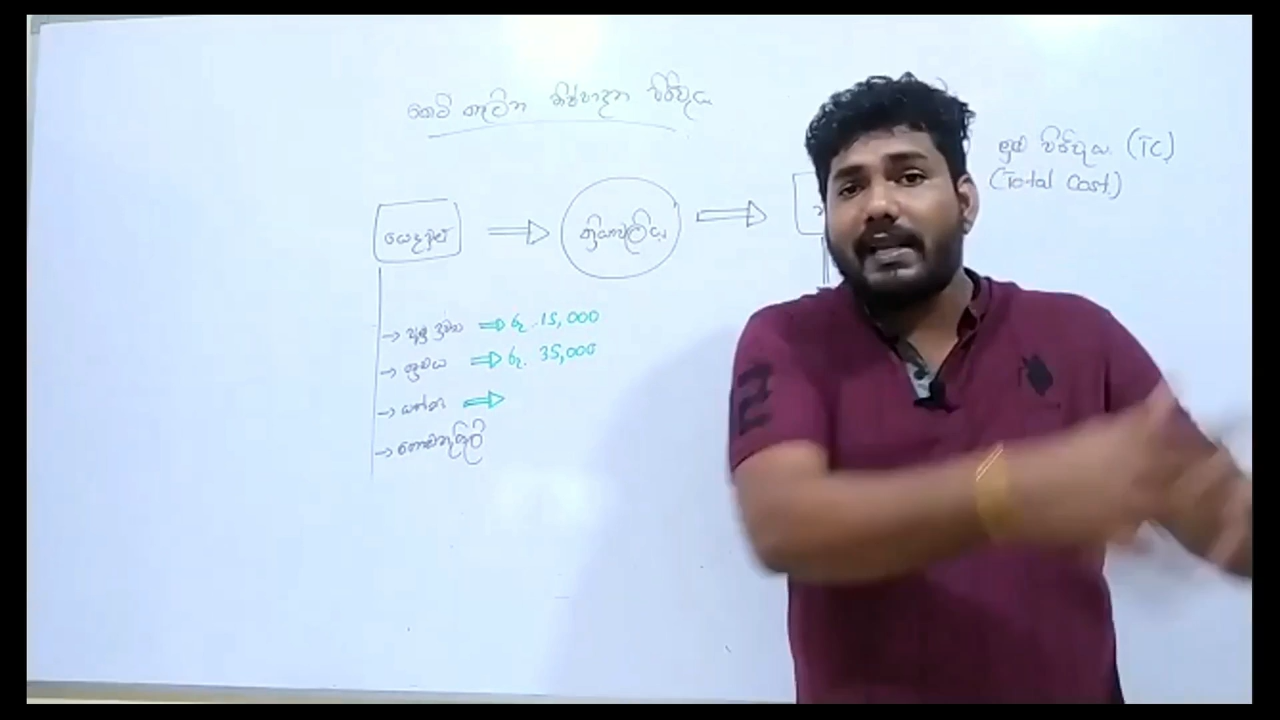 කෙටි කාලීන නිෂ්පාදන පිරිවැය
මුළු පිරිවැය (TC)
(Total Cost)
යෙදවුම්
ක්‍රියාවලිය
→ අමු ද්‍රව්‍ය ⇒ රු. 15,000
→ ශ්‍රමය ⇒ රු. 35,000
→ යන්ත්‍ර ⇒
→ ගොඩනැගිලි